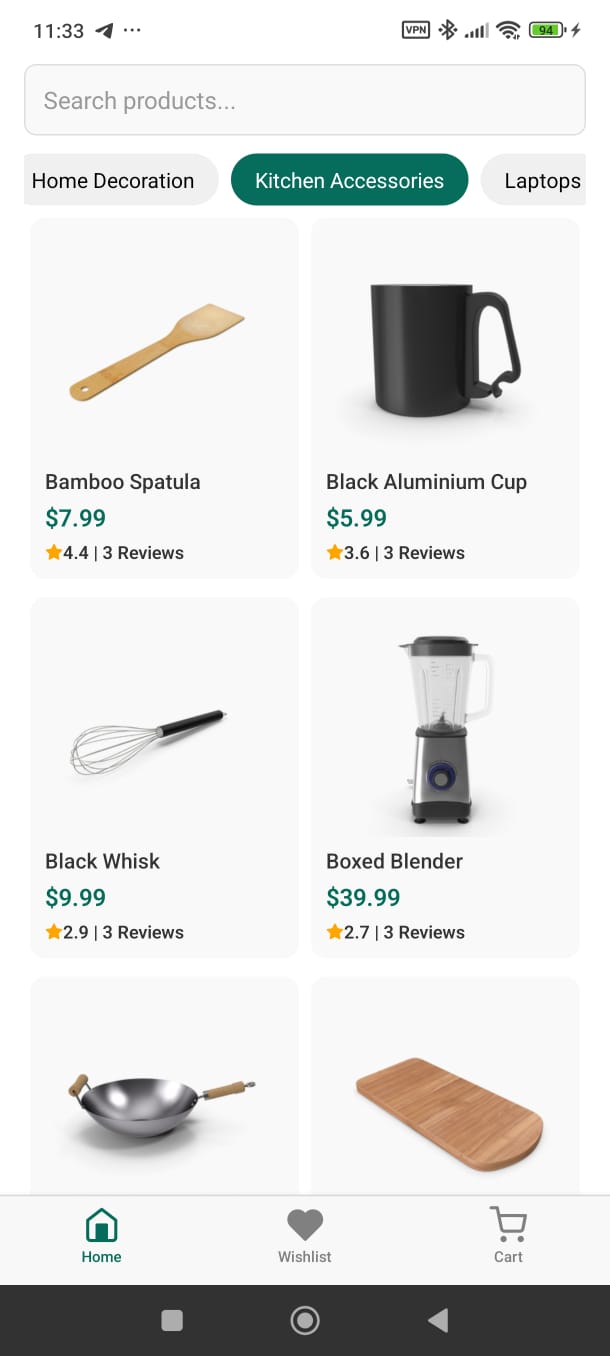 11:33 ...
VPN 94
Search products...
Home Decoration Kitchen Accessories Laptops
Bamboo Spatula Black Aluminium Cup
$7.99 $5.99
4.4 | 3 Reviews 3.6 | 3 Reviews
Black Whisk Boxed Blender
$9.99 $39.99
2.9 | 3 Reviews 2.7 | 3 Reviews
Home Wishlist Cart